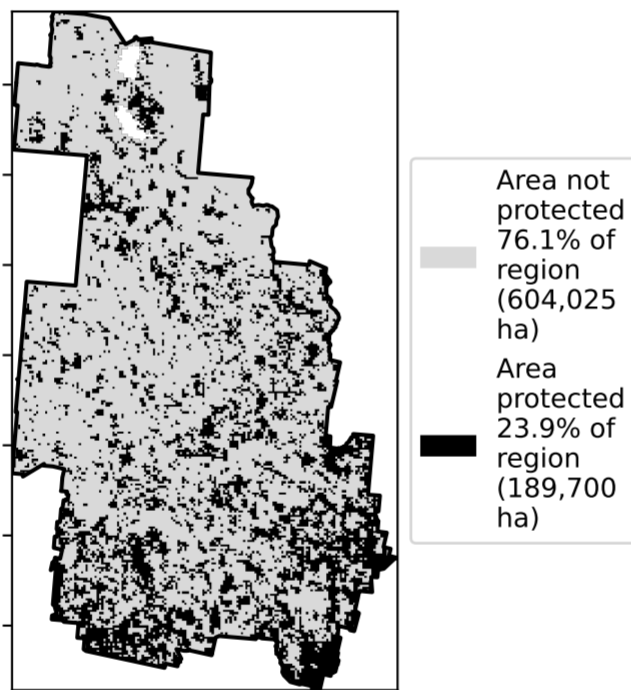 Area not
protected
76.1% of
region
(604,025
ha)
Area
protected
23.9% of
region
(189,700
ha)